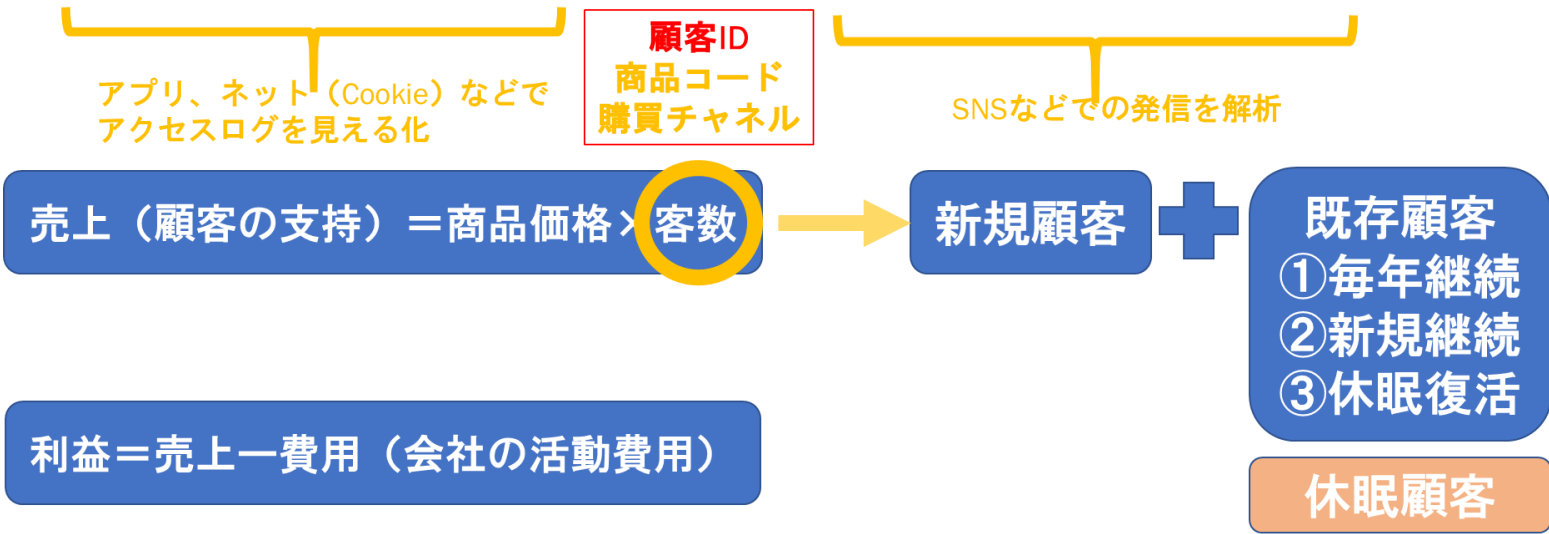 アプリ、ネット（Cookie）などで
アクセスログを見える化
顧客ID
商品コード
購買チャネル
SNSなどでの発信を解析
売上（顧客の支持）＝商品価格×客数
新規顧客
既存顧客
①毎年継続
②新規継続
③休眠復活
利益＝売上ー費用（会社の活動費用）
休眠顧客